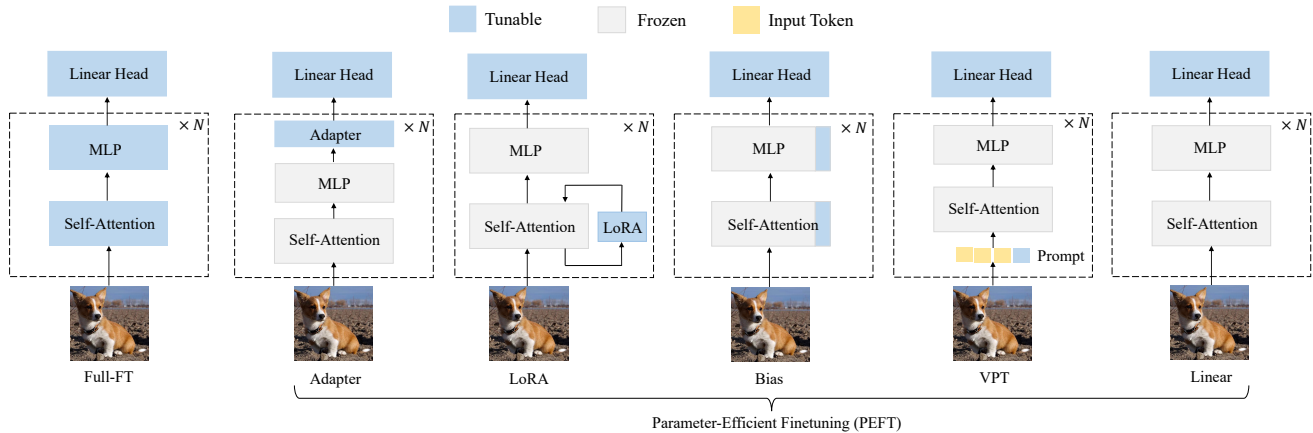 Tunable
Frozen
Input Token
Linear Head
Linear Head
Linear Head
Linear Head
Linear Head
Linear Head
× N
MLP
Self-Attention
× N
Adapter
MLP
Self-Attention
× N
MLP
Self-Attention
LoRA
× N
MLP
Self-Attention
× N
MLP
Self-Attention
Prompt
× N
MLP
Self-Attention
Full-FT
Adapter
LoRA
Bias
VPT
Linear
Parameter-Efficient Finetuning (PEFT)